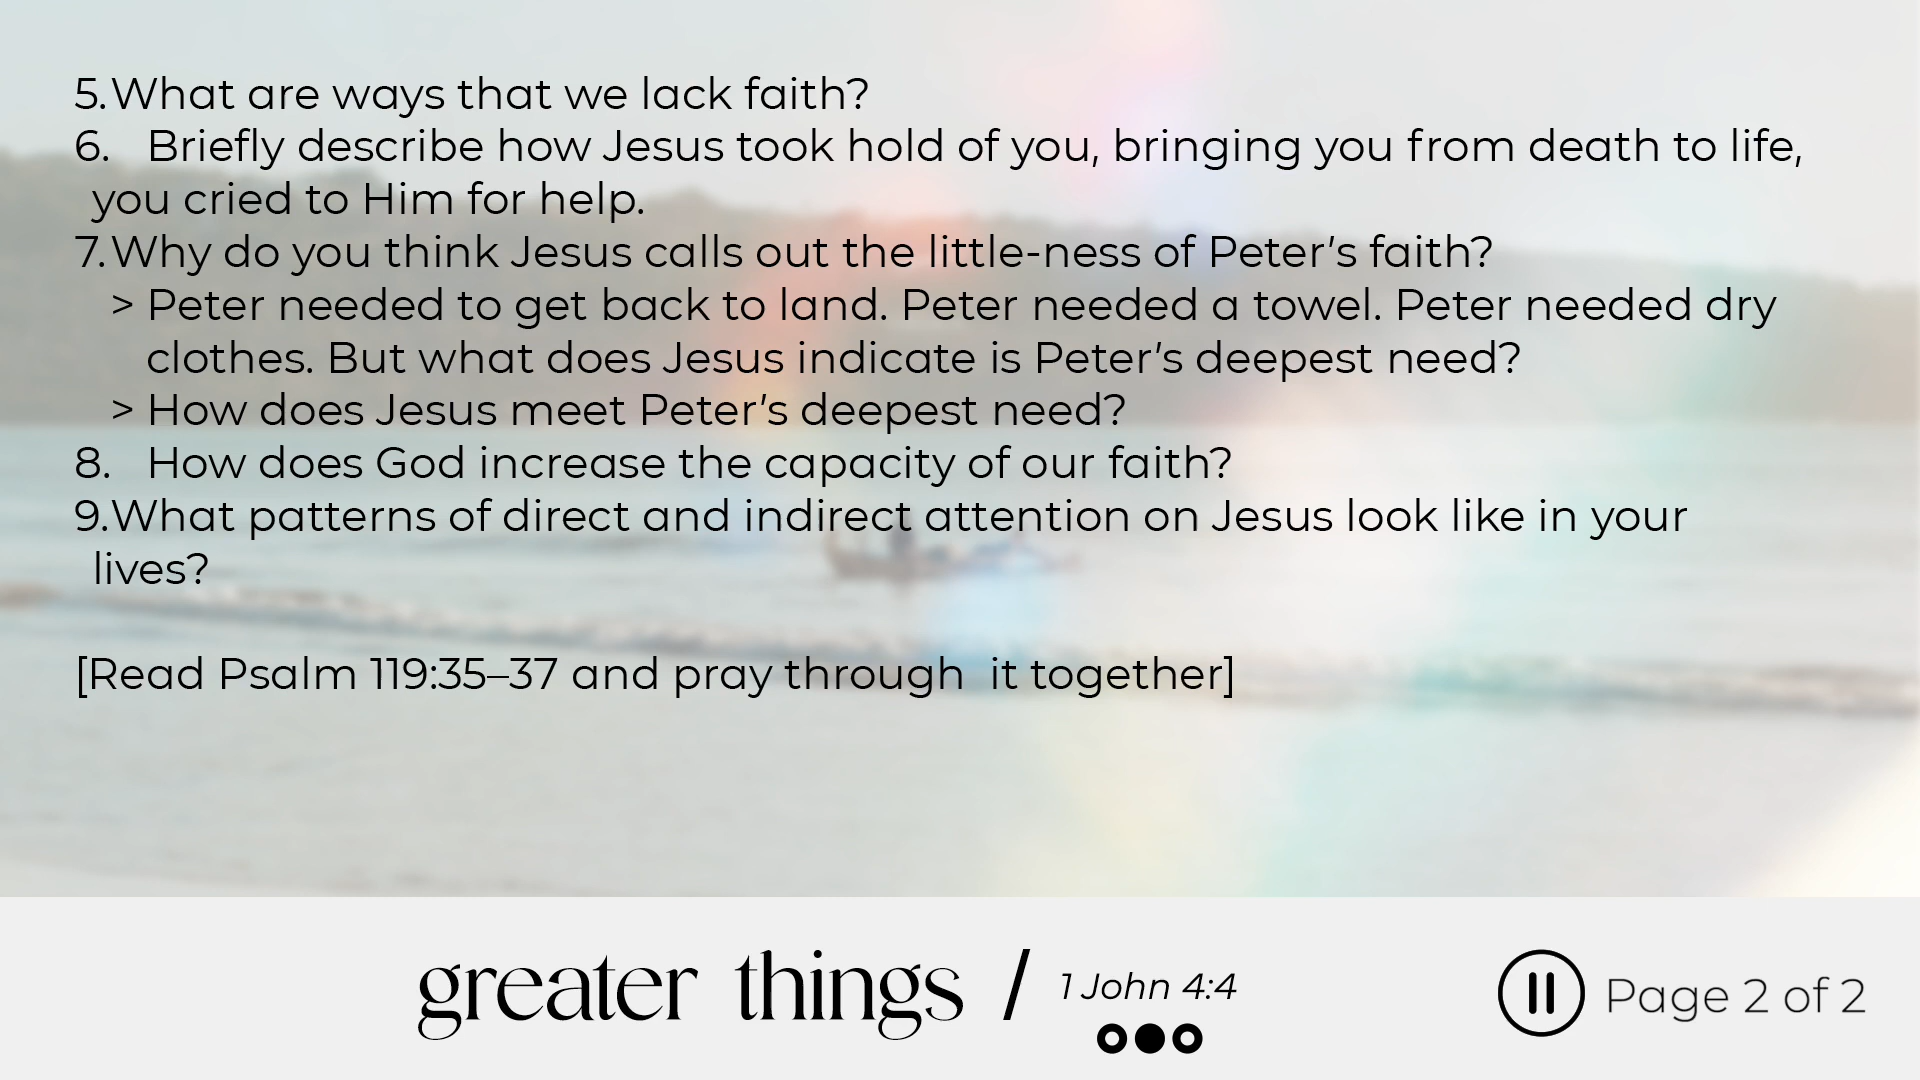 5.What are ways that we lack faith?
6. Briefly describe how Jesus took hold of you, bringing you from death to life,
you cried to Him for help.
7.Why do you think Jesus calls out the little-ness of Peter's faith?
> Peter needed to get back to land. Peter needed a towel. Peter needed dry
clothes. But what does Jesus indicate is Peter's deepest need?
> How does Jesus meet Peter's deepest need?
8. How does God increase the capacity of our faith?
9.What patterns of direct and indirect attention on Jesus look like in your
lives?
[Read Psalm 119:35–37 and pray through  it together]
greater things / 1 John 4:4
Page 2 of 2